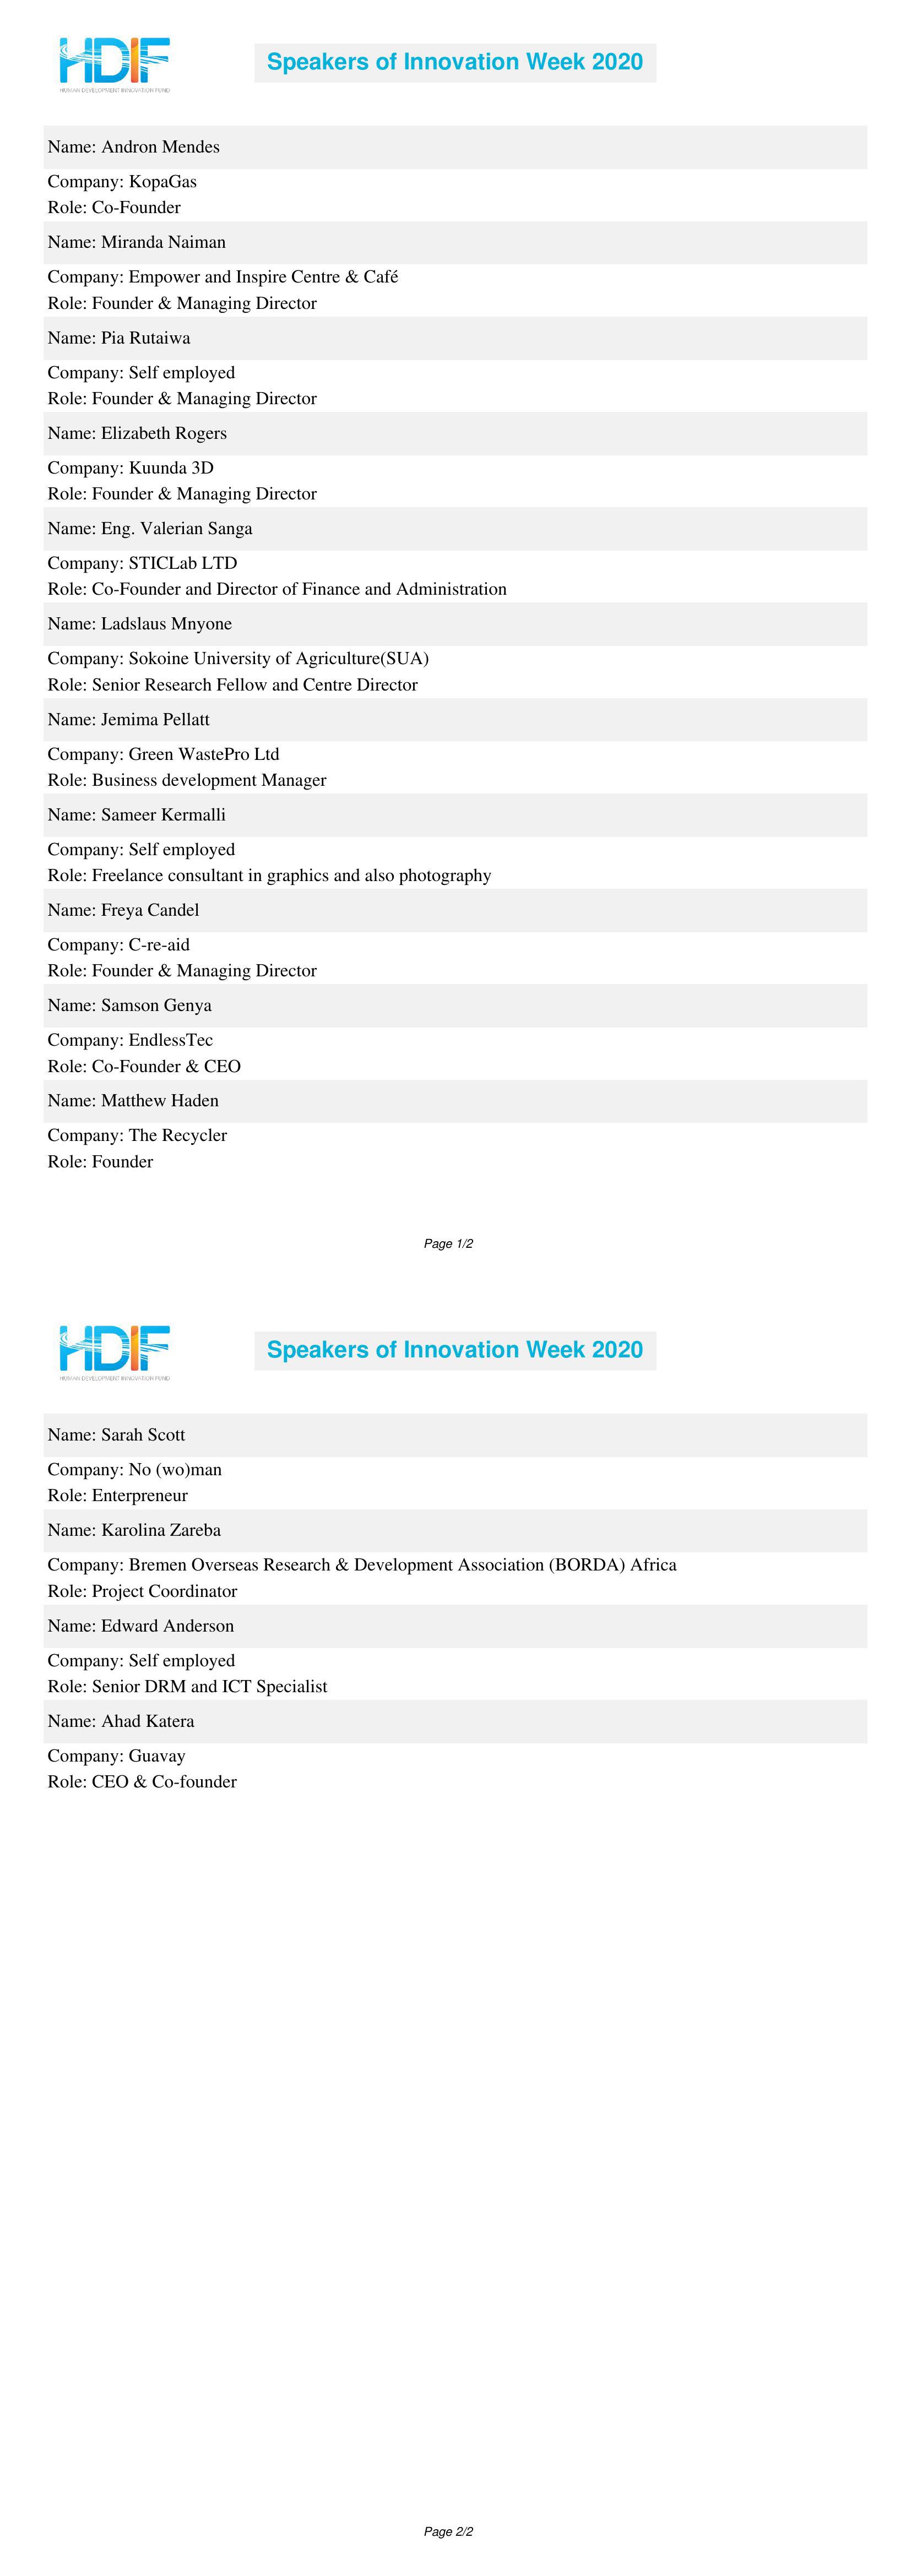 HDIF
HUMAN DEVELOPMENT INNOVATION FUND
Speakers of Innovation Week 2020
Name: Andron Mendes
Company: KopaGas
Role: Co-Founder
Name: Miranda Naiman
Company: Empower and Inspire Centre & Café
Role: Founder & Managing Director
Name: Pia Rutaiwa
Company: Self employed
Role: Founder & Managing Director
Name: Elizabeth Rogers
Company: Kuunda 3D
Role: Founder & Managing Director
Name: Eng. Valerian Sanga
Company: STICLab LTD
Role: Co-Founder and Director of Finance and Administration
Name: Ladslaus Mnyone
Company: Sokoine University of Agriculture(SUA)
Role: Senior Research Fellow and Centre Director
Name: Jemima Pellatt
Company: Green WastePro Ltd
Role: Business development Manager
Name: Sameer Kermalli
Company: Self employed
Role: Freelance consultant in graphics and also photography
Name: Freya Candel
Company: C-re-aid
Role: Founder & Managing Director
Name: Samson Genya
Company: EndlessTec
Role: Co-Founder & CEO
Name: Matthew Haden
Company: The Recycler
Role: Founder
Page 1/2
HDIF
HUMAN DEVELOPMENT INNOVATION FUND
Speakers of Innovation Week 2020
Name: Sarah Scott
Company: No (wo)man
Role: Enterpreneur
Name: Karolina Zareba
Company: Bremen Overseas Research & Development Association (BORDA) Africa
Role: Project Coordinator
Name: Edward Anderson
Company: Self employed
Role: Senior DRM and ICT Specialist
Name: Ahad Katera
Company: Guavay
Role: CEO & Co-founder
Page 2/2